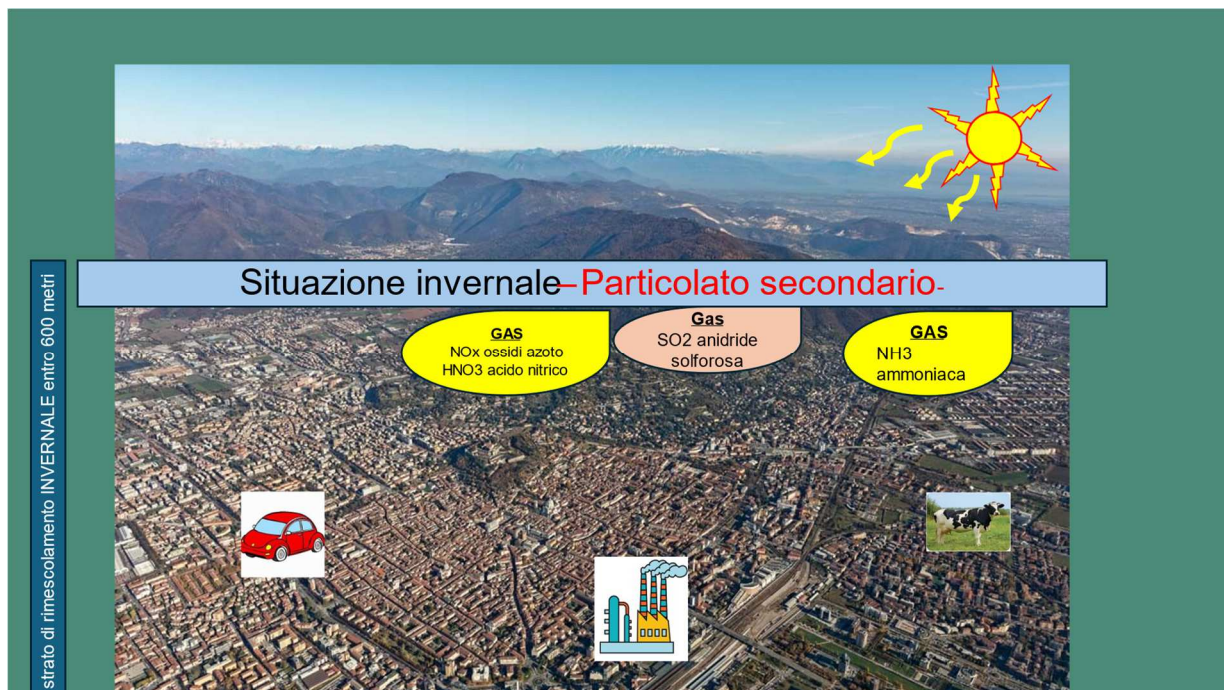 Situazione invernale–Particolato secondario-
GAS
NOx ossidi azoto
HNO3 acido nitrico
Gas
SO2 anidride
solforosa
GAS
NH3
ammoniaca
strato di rimescolamento INVERNALE entro 600 metri